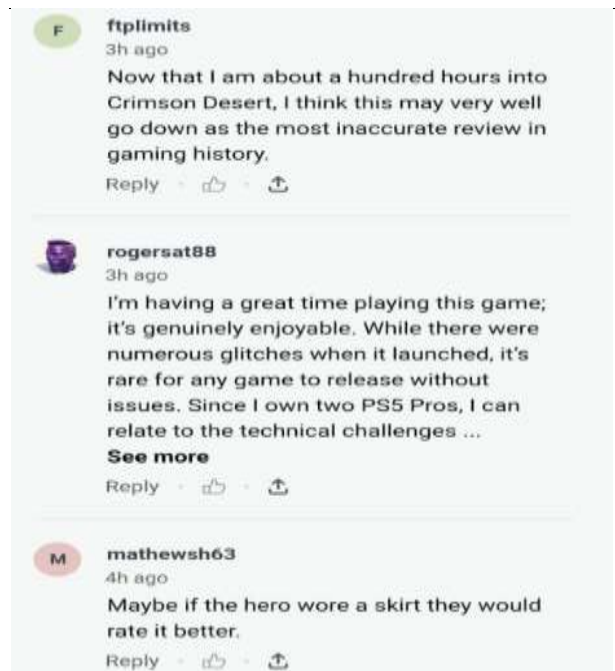 F
ftplimits
3h ago
Now that I am about a hundred hours into
Crimson Desert, I think this may very well
go down as the most inaccurate review in
gaming history.
Reply
rogersat88
3h ago
I'm having a great time playing this game;
it's genuinely enjoyable. While there were
numerous glitches when it launched, it's
rare for any game to release without
issues. Since I own two PS5 Pros, I can
relate to the technical challenges ...
See more
Reply
M
mathewsh63
4h ago
Maybe if the hero wore a skirt they would
rate it better.
Reply